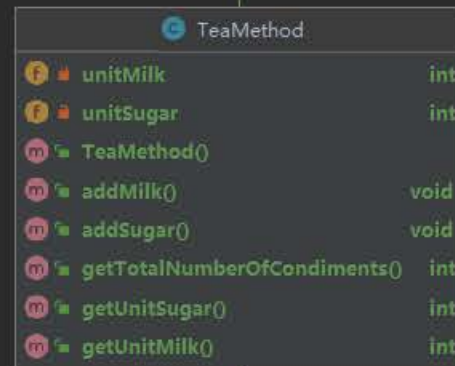 C TeaMethod
f unitMilk int
f unitSugar int
m TeaMethod()
m addMilk() void
m addSugar() void
m getTotalNumberOfCondiments() int
m getUnitSugar() int
m getUnitMilk() int